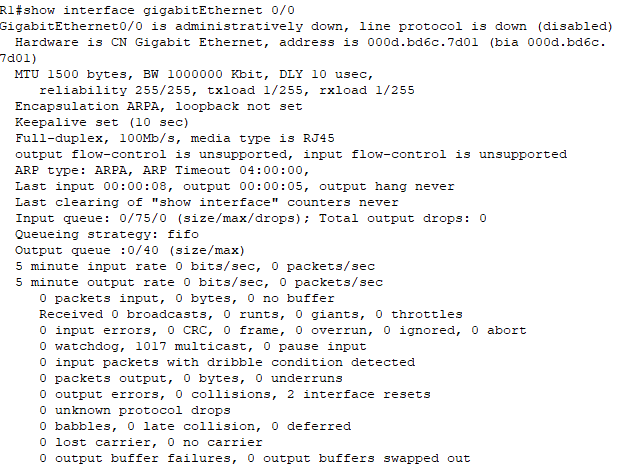 R1#show interface gigabitEthernet 0/0
GigabitEthernet0/0 is administratively down, line protocol is down (disabled)
Hardware is CN Gigabit Ethernet, address is 000d.bd6c.7d01 (bia 000d.bd6c.
7d01)
MTU 1500 bytes, BW 1000000 Kbit, DLY 10 usec,
reliability 255/255, txload 1/255, rxload 1/255
Encapsulation ARPA, loopback not set
Keepalive set (10 sec)
Full-duplex, 100Mb/s, media type is RJ45
output flow-control is unsupported, input flow-control is unsupported
ARP type: ARPA, ARP Timeout 04:00:00,
Last input 00:00:08, output 00:00:05, output hang never
Last clearing of "show interface" counters never
Input queue: 0/75/0 (size/max/drops); Total output drops: 0
Queueing strategy: fifo
Output queue :0/40 (size/max)
5 minute input rate 0 bits/sec, 0 packets/sec
5 minute output rate 0 bits/sec, 0 packets/sec
0 packets input, 0 bytes, 0 no buffer
Received 0 broadcasts, 0 runts, 0 giants, 0 throttles
0 input errors, 0 CRC, 0 frame, 0 overrun, 0 ignored, 0 abort
0 watchdog, 1017 multicast, 0 pause input
0 input packets with dribble condition detected
0 packets output, 0 bytes, 0 underruns
0 output errors, 0 collisions, 2 interface resets
0 unknown protocol drops
0 babbles, 0 late collision, 0 deferred
0 lost carrier, 0 no carrier
0 output buffer failures, 0 output buffers swapped out